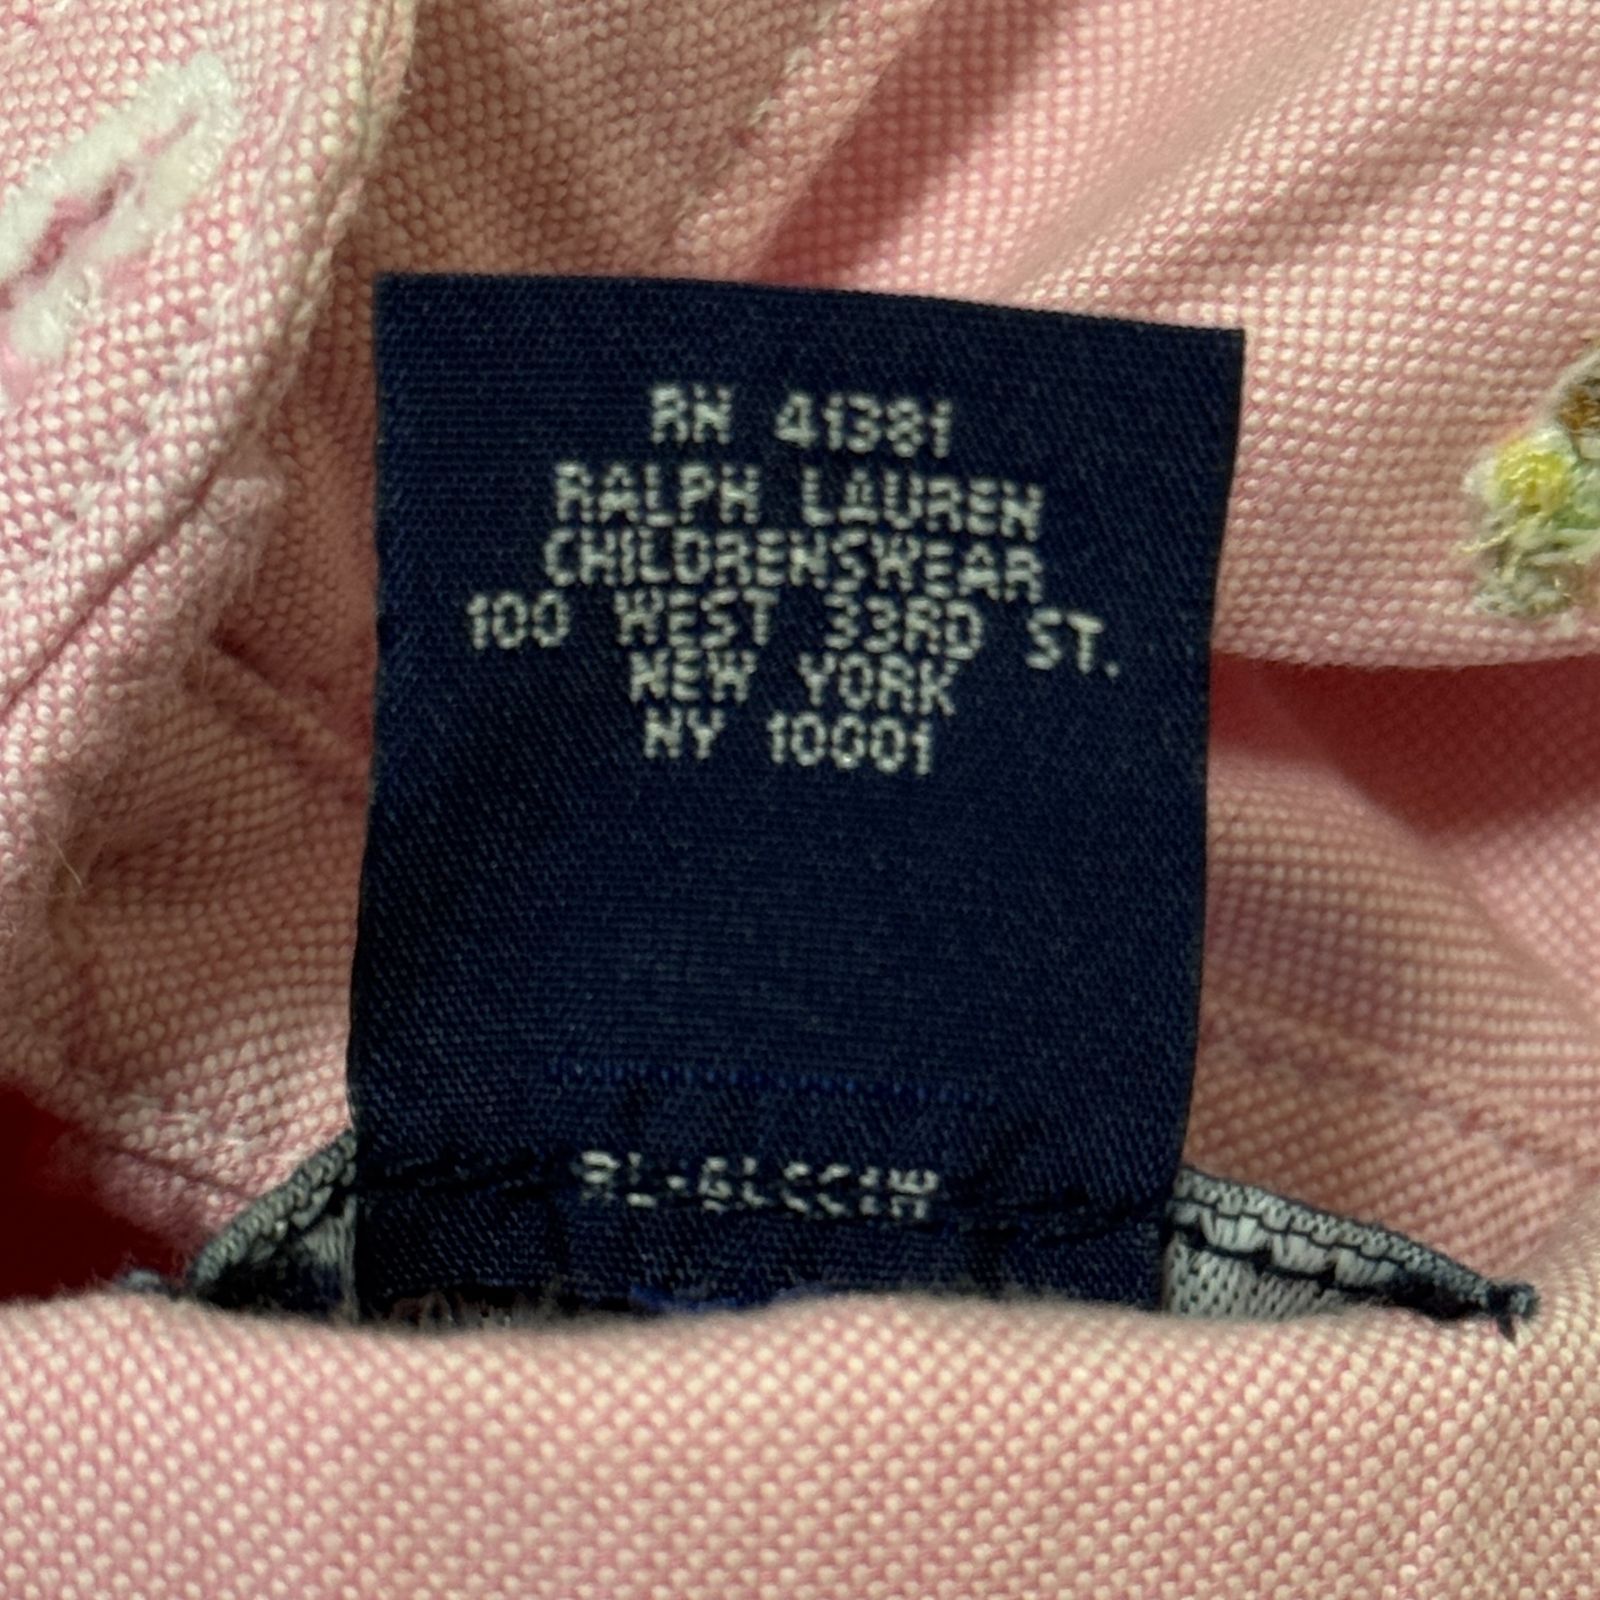 RN 41381
RALPH LAUREN
CHILDRENSWEAR
100 WEST 33RD ST.
NEW YORK
NY 10001